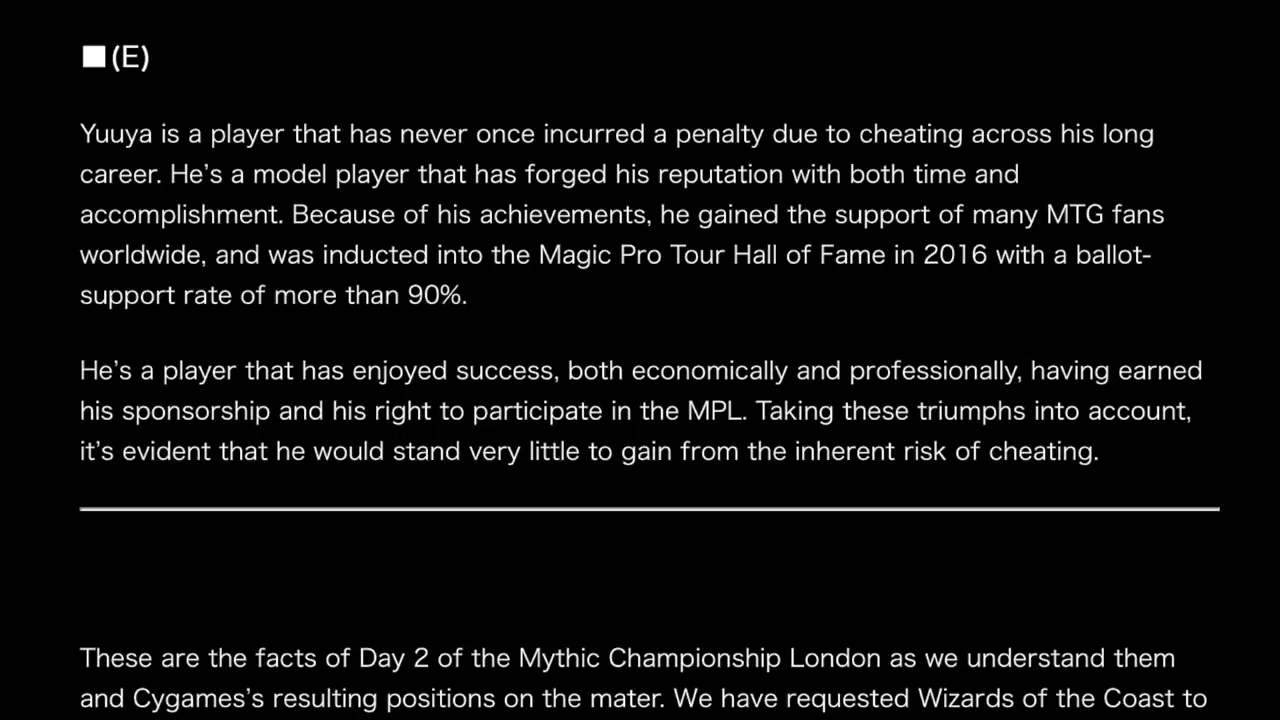 ■(E)
Yuuya is a player that has never once incurred a penalty due to cheating across his long
career. He’s a model player that has forged his reputation with both time and
accomplishment. Because of his achievements, he gained the support of many MTG fans
worldwide, and was inducted into the Magic Pro Tour Hall of Fame in 2016 with a ballot-
support rate of more than 90%.
He’s a player that has enjoyed success, both economically and professionally, having earned
his sponsorship and his right to participate in the MPL. Taking these triumphs into account,
it’s evident that he would stand very little to gain from the inherent risk of cheating.
These are the facts of Day 2 of the Mythic Championship London as we understand them
and Cygames’s resulting positions on the mater. We have requested Wizards of the Coast to